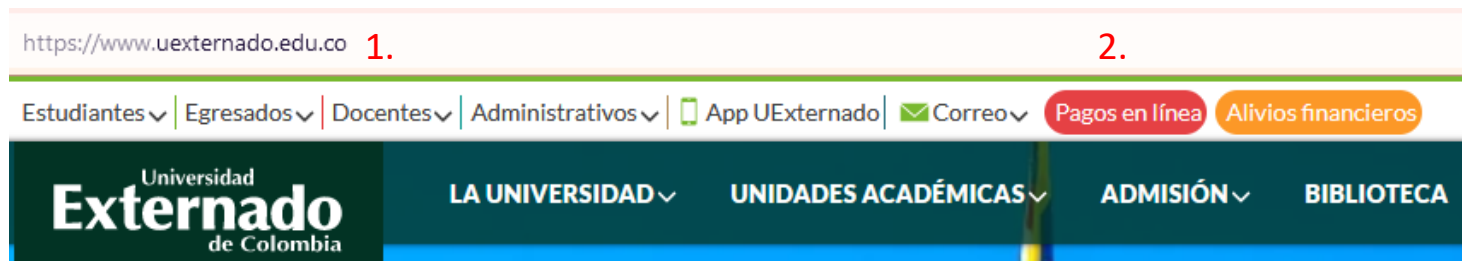 https://www.uexternado.edu.co 1. 2.
Estudiantes Egresados Docentes Administrativos App UExternado Correo Pagos en línea Alivios financieros
Universidad
Externado
de Colombia
LA UNIVERSIDAD UNIDADES ACADÉMICAS ADMISIÓN BIBLIOTECA